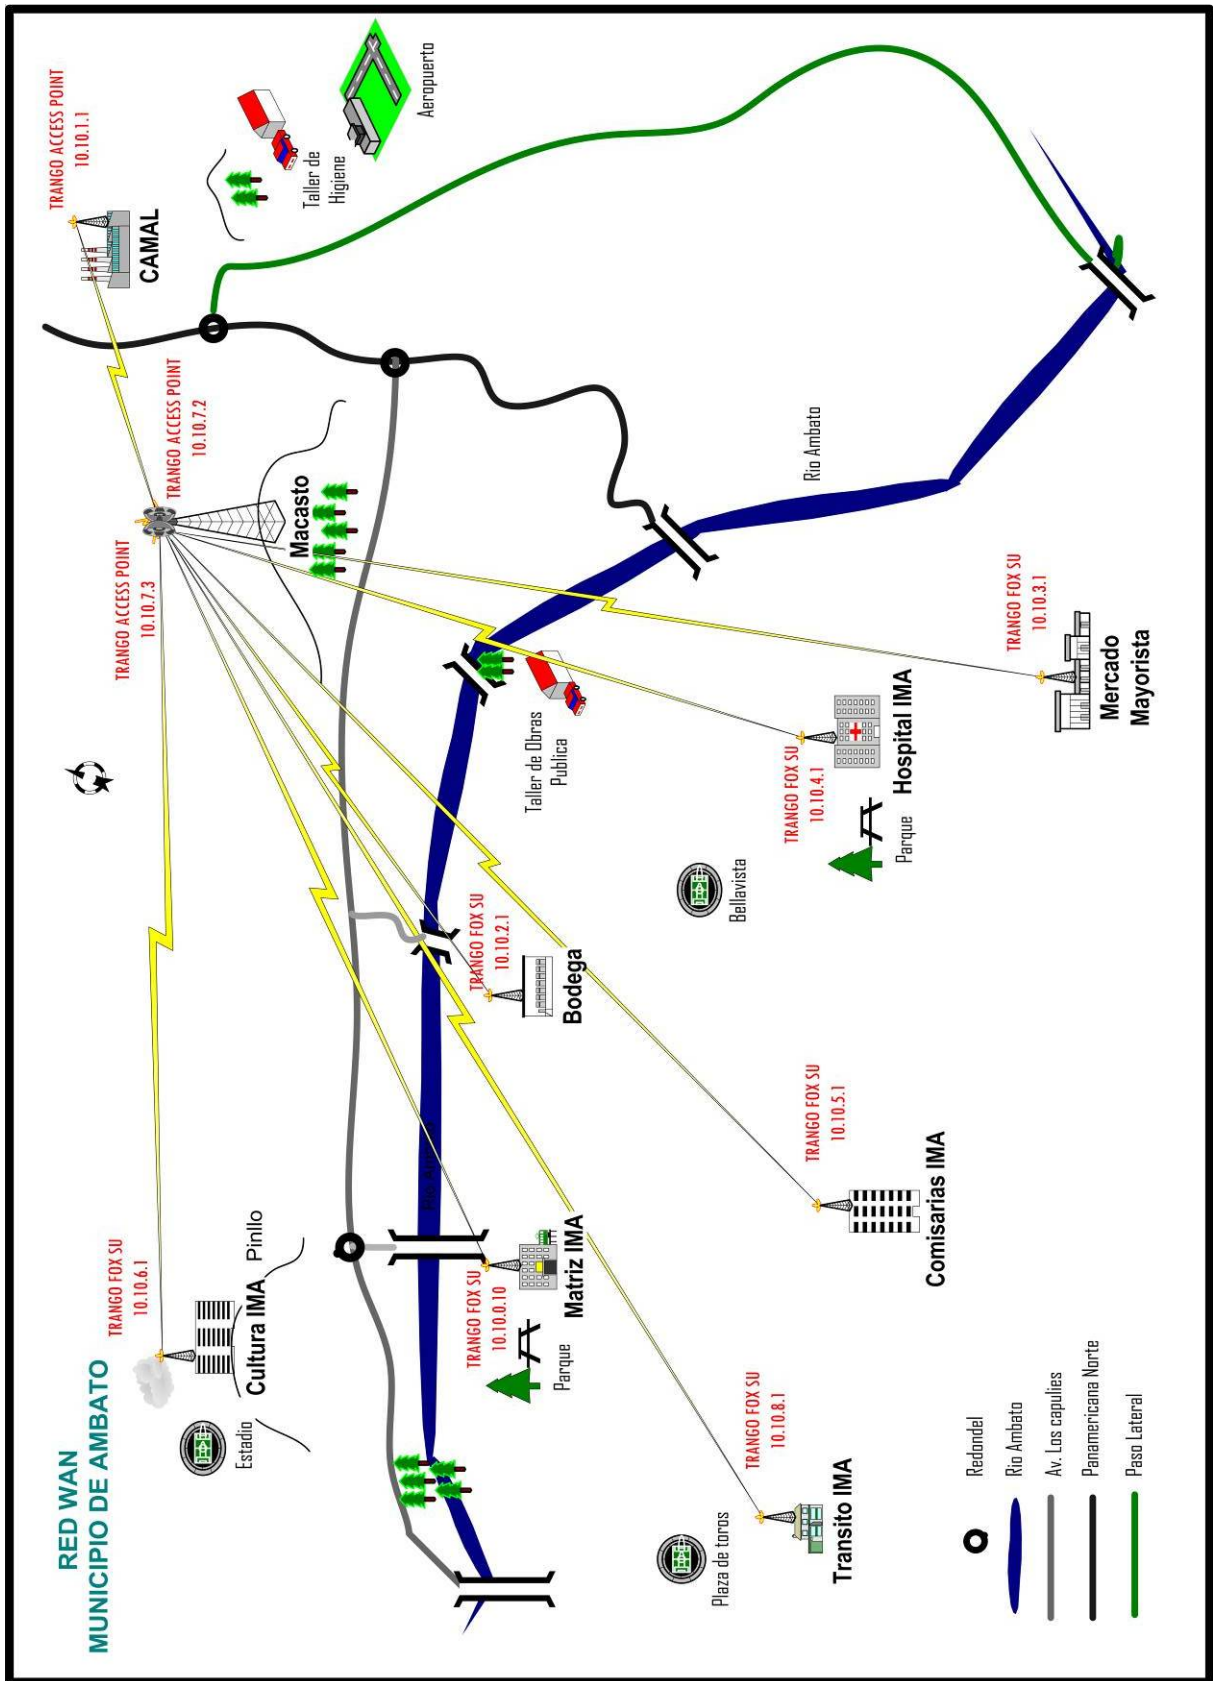 RED WAN
MUNICIPIO DE AMBATO
TRANGO FOX SU
10.10.6.1
Cultura IMA
Pinllo
Estadio
TRANGO ACCESS POINT
10.10.7.3
TRANGO ACCESS POINT
10.10.7.2
Macasto
TRANGO ACCESS POINT
10.10.1.1
CAMAL
Taller de
Higiene
Aeropuerto
TRANGO FOX SU
10.10.0.10
Matriz IMA
Parque
Rio
TRANGO FOX SU
10.10.2.1
Bodega
Taller de Obras
Publica
Rio Ambato
Plaza de toros
TRANGO FOX SU
10.10.8.1
Transito IMA
TRANGO FOX SU
10.10.5.1
Comisarias IMA
Bellavista
TRANGO FOX SU
10.10.4.1
Hospital IMA
Parque
TRANGO FOX SU
10.10.3.1
Mercado
Mayorista
Redondel
Rio Ambato
Av. Los capulies
Panamericana Norte
Paso Lateral